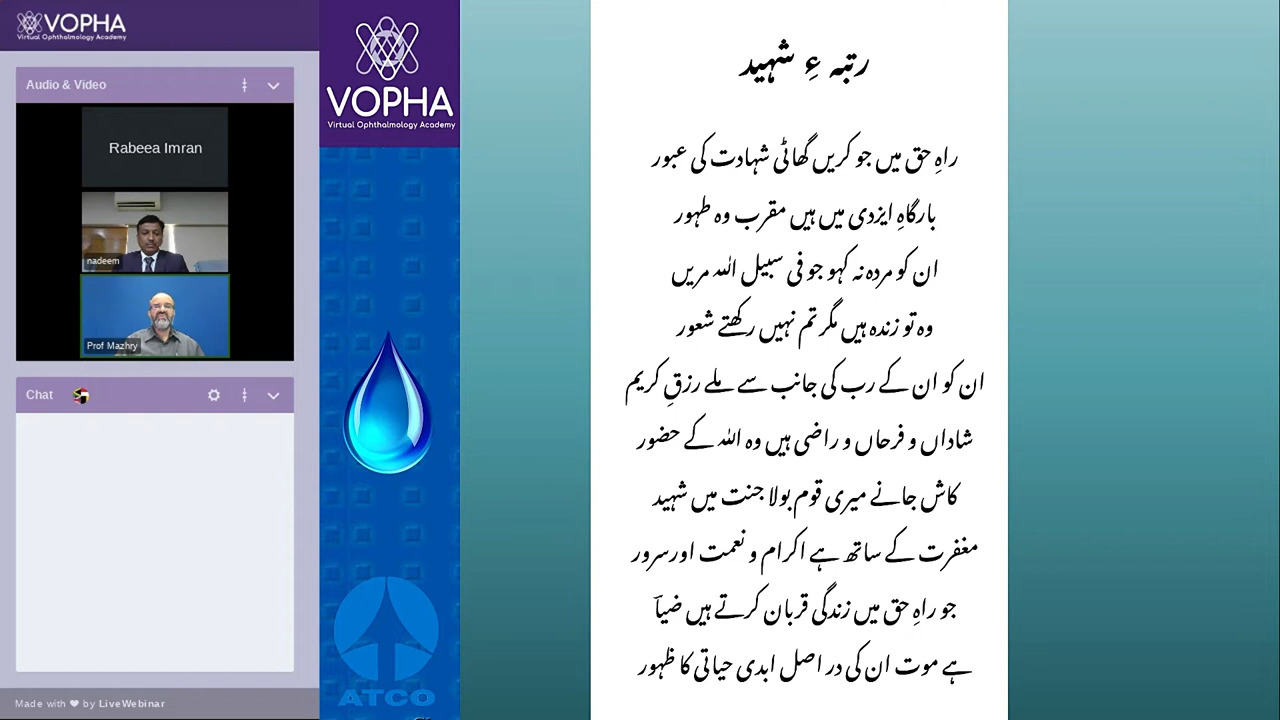 VOPHA
Virtual Ophthalmology Academy
Audio & Video
Rabeea Imran
nadeem
Prof Mazhry
Chat
Made with ❤ by LiveWebinar
VOPHA
Virtual Ophthalmology Academy
ATCO
رتبہ ءِ شہید
راہِ حق میں جو کریں گھاٹی شہادت کی عبور
بارگاہِ ایزدی میں ہیں مقرب وہ طہور
ان کو مردہ نہ کہو جو فی سبیل اللہ مریں
وہ تو زندہ ہیں مگر تم نہیں رکھتے شعور
ان کو ان کے رب کی جانب سے ملے رزقِ کریم
شاداں و فرحاں و راضی ہیں وہ اللہ کے حضور
کاش جانے میری قوم بولا جنت میں شہید
مغفرت کے ساتھ ہے اکرام و نعمت اورسرور
جو راہِ حق میں زندگی قربان کرتے ہیں ضیاؔ
ہے موت ان کی در اصل ابدی حیاتی کا ظہور